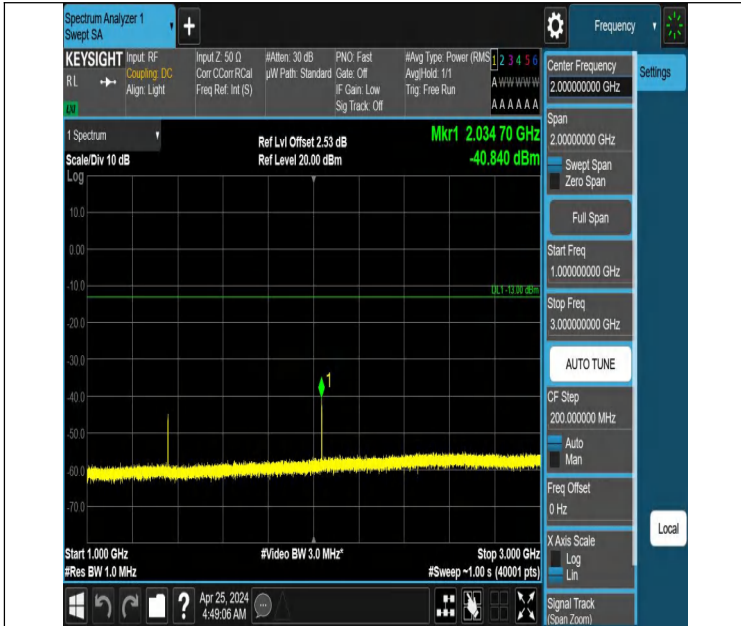 Spectrum Analyzer 1
Swept SA
+
Frequency
KEYSIGHT
RL
Input: RF
Coupling: DC
Align: Light
Input Z: 50 Ω
Corr CCorr RCal
Freq Ref: Int (S)
#Atten: 30 dB
µW Path: Standard
PNO: Fast
Gate: Off
IF Gain: Low
Sig Track: Off
#Avg Type: Power (RMS
Avg|Hold: 1/1
Trig: Free Run
1 2 3 4 5 6
A W W W W W
A A A A A A
1 Spectrum
Scale/Div 10 dB
Log
Ref Lvl Offset 2.53 dB
Ref Level 20.00 dBm
Mkr1 2.034 70 GHz
-40.840 dBm
10.0
0.00
-10.0
DL1 -13.00 dBm
-20.0
-30.0
1
-40.0
-50.0
-60.0
-70.0
Start 1.000 GHz
#Res BW 1.0 MHz
#Video BW 3.0 MHz*
Stop 3.000 GHz
#Sweep ~1.00 s (40001 pts)
?
Apr 25, 2024
4:49:06 AM
Center Frequency
2.000000000 GHz
Settings
Span
2.00000000 GHz
Swept Span
Zero Span
Full Span
Start Freq
1.000000000 GHz
Stop Freq
3.000000000 GHz
AUTO TUNE
CF Step
200.000000 MHz
Auto
Man
Freq Offset
0 Hz
X Axis Scale
Log
Lin
Local
Signal Track
(Span Zoom)